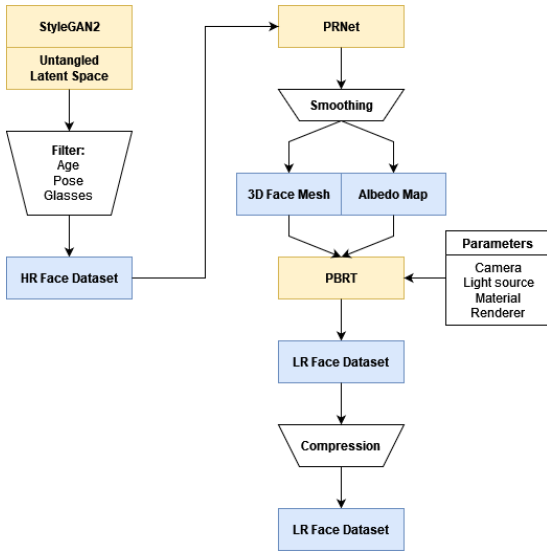 StyleGAN2
Untangled
Latent Space
Filter:
Age
Pose
Glasses
HR Face Dataset
PRNet
Smoothing
3D Face Mesh
Albedo Map
PBRT
Parameters
Camera
Light source
Material
Renderer
LR Face Dataset
Compression
LR Face Dataset